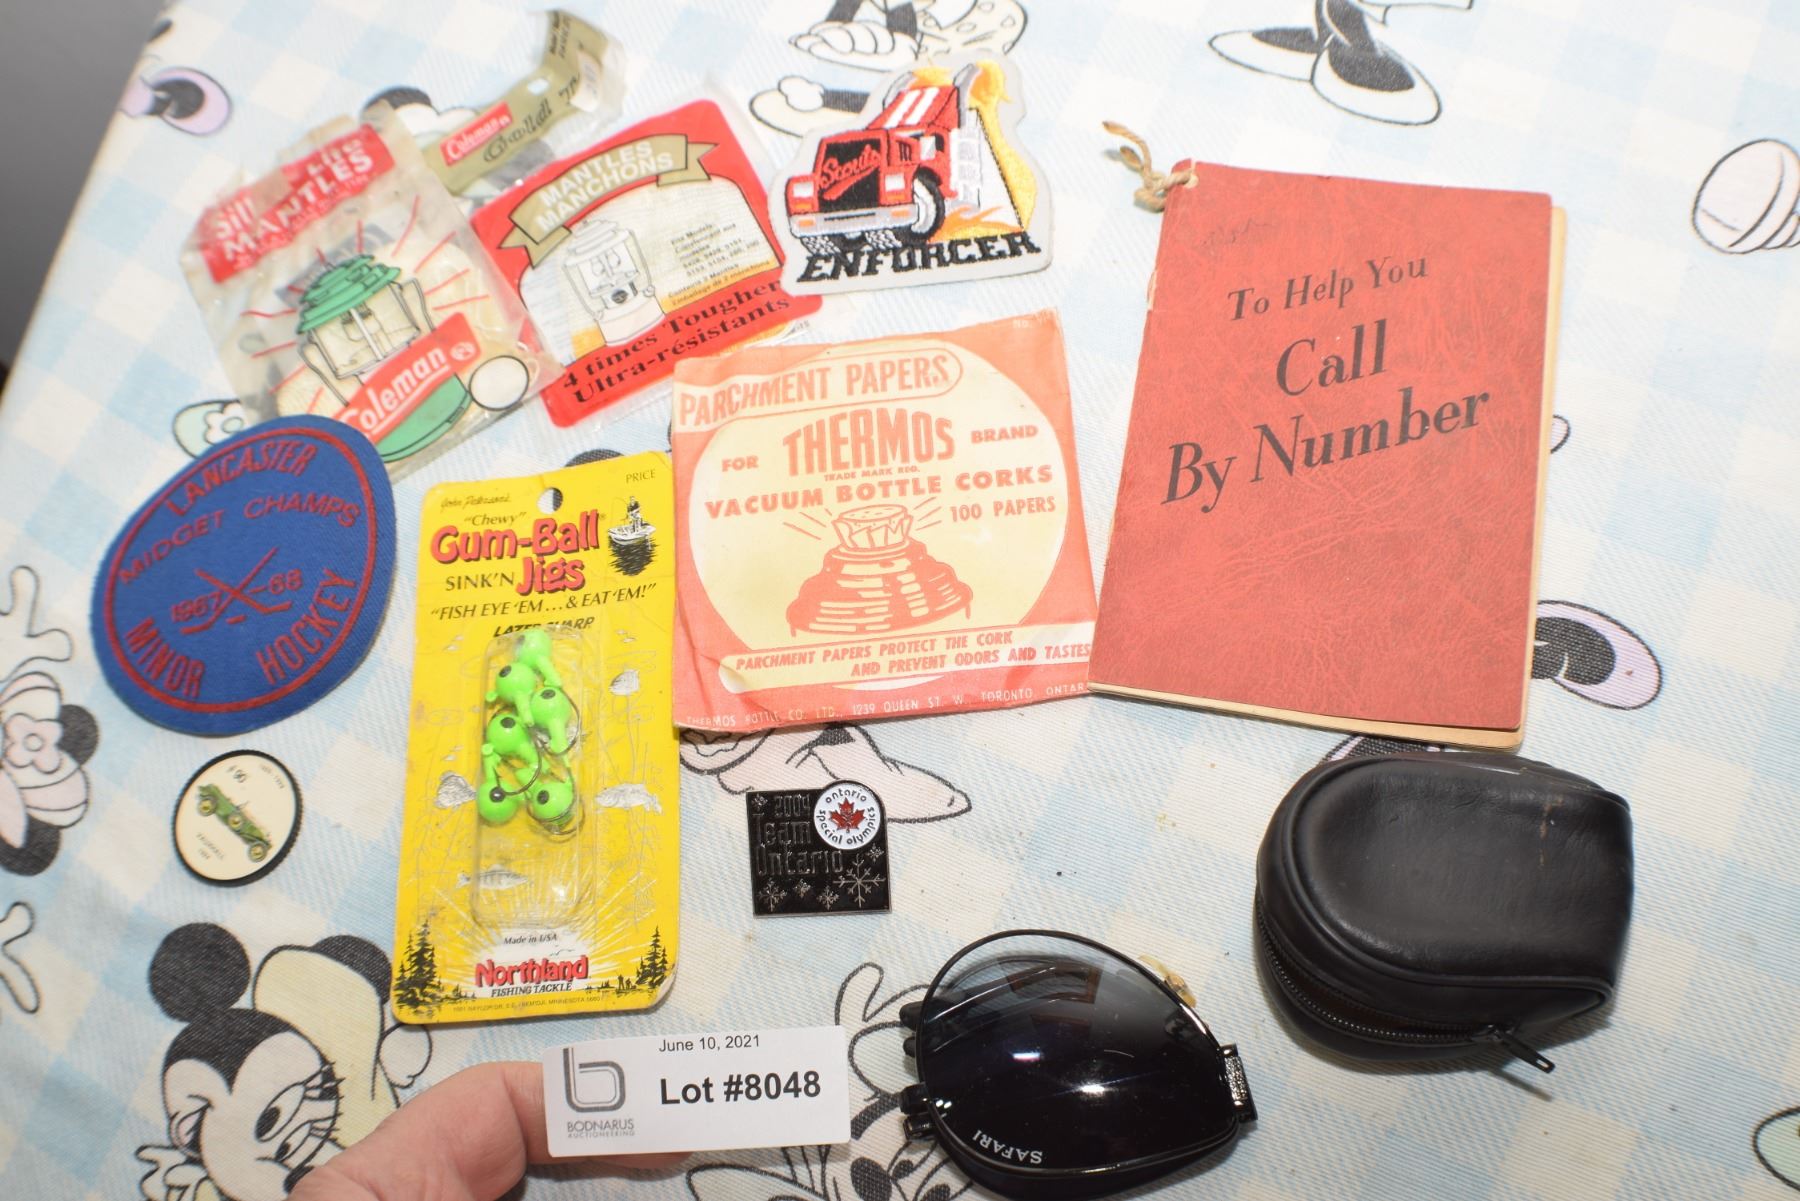 Silk Lite
MANTLES
Coleman
Coleman
Gold
MANTLES
MANCHONS
4 times Tougher
Ultra-résistants
Scouts
ENFORCER
To Help You
Call
By Number
PARCHMENT PAPERS
FOR THERMOS BRAND
TRADE MARK REG.
VACUUM BOTTLE CORKS
100 PAPERS
PARCHMENT PAPERS PROTECT THE CORK
AND PREVENT ODORS AND TASTES
THERMOS BOTTLE CO. LTD., 1239 QUEEN ST. W., TORONTO, ONTAR
LANCASTER
MIDGET CHAMPS
1967-68
MINOR HOCKEY
PRICE
"Chewy"
Gum-Ball®
SINK'N Jigs
"FISH EYE 'EM...& EAT 'EM!"
LAZER SHARP
Made in USA
Northland
FISHING TACKLE
2004
Team
Ontario
ontario
special olympics
SAFARI
June 10, 2021
Lot #8048
BODNARUS
AUCTIONEERING